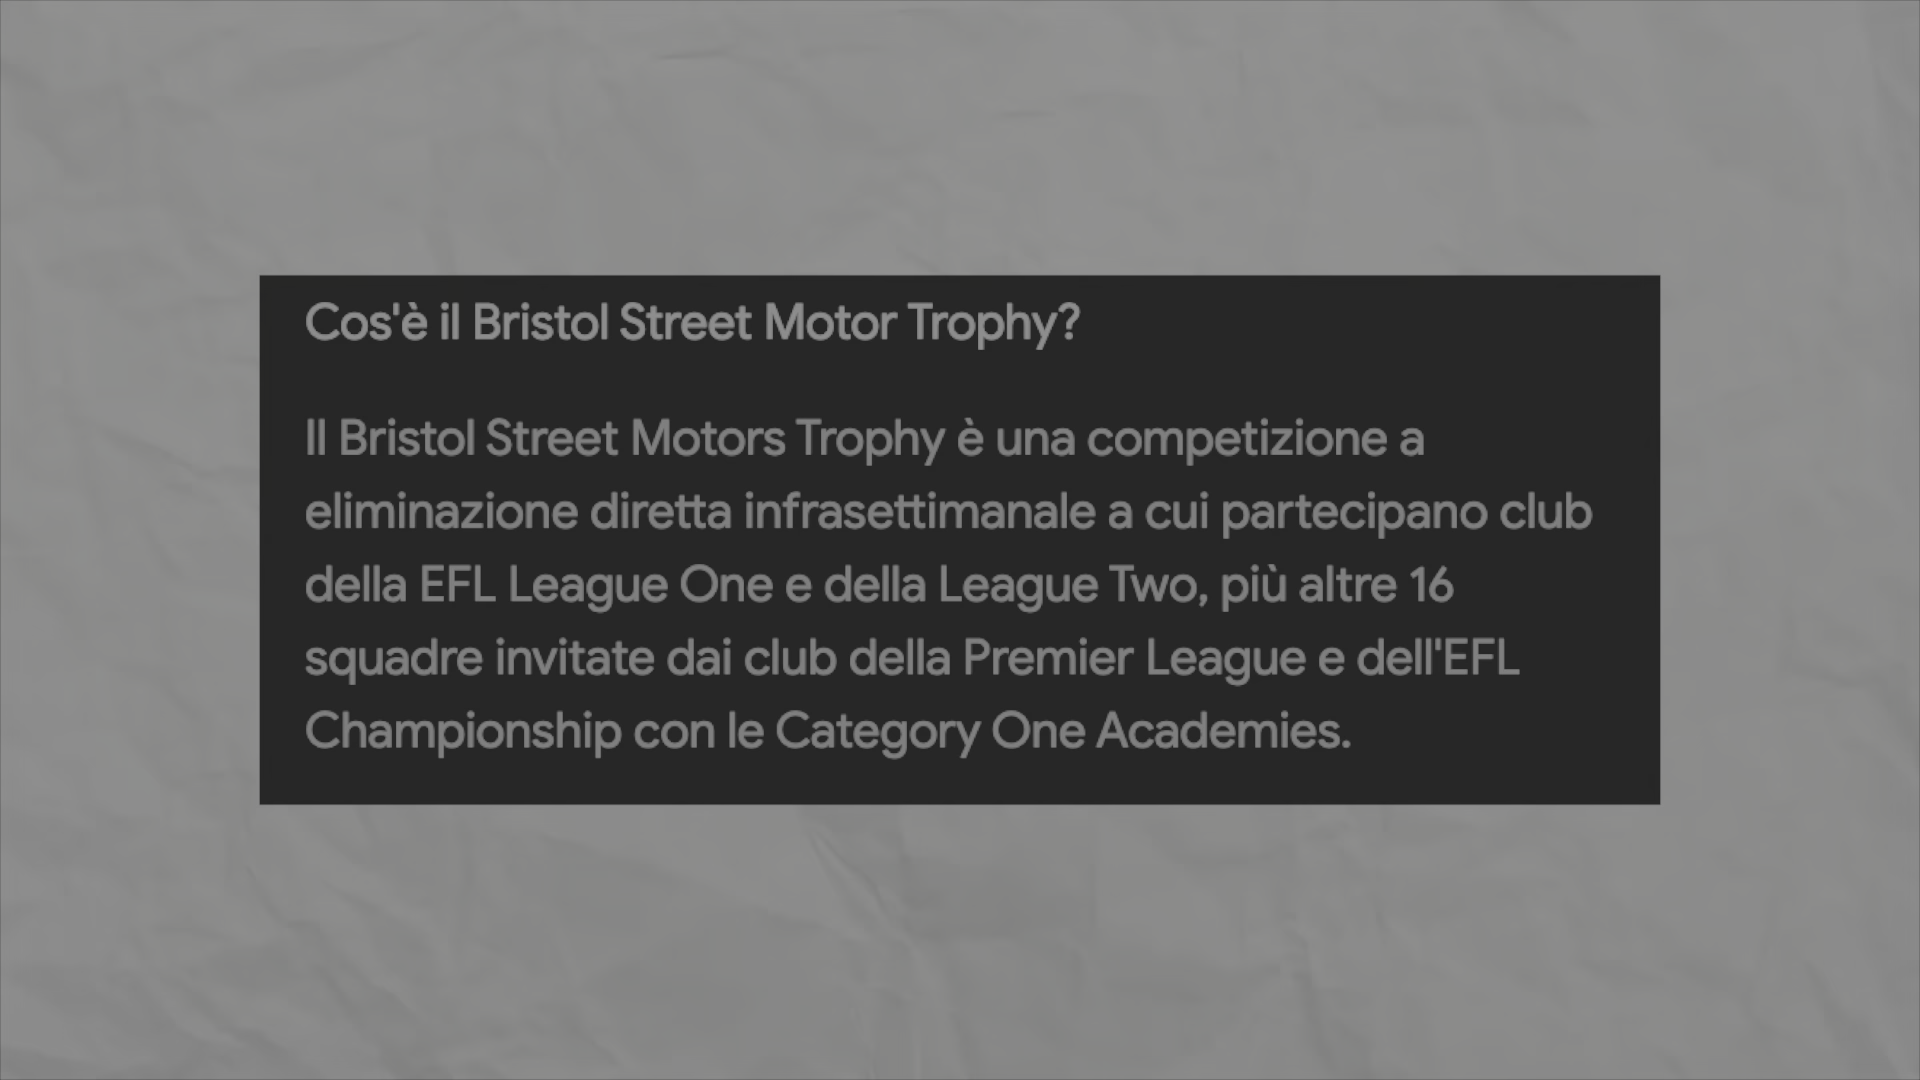 Cos'è il Bristol Street Motor Trophy?
Il Bristol Street Motors Trophy è una competizione a
eliminazione diretta infrasettimanale a cui partecipano club
della EFL League One e della League Two, più altre 16
squadre invitate dai club della Premier League e dell'EFL
Championship con le Category One Academies.